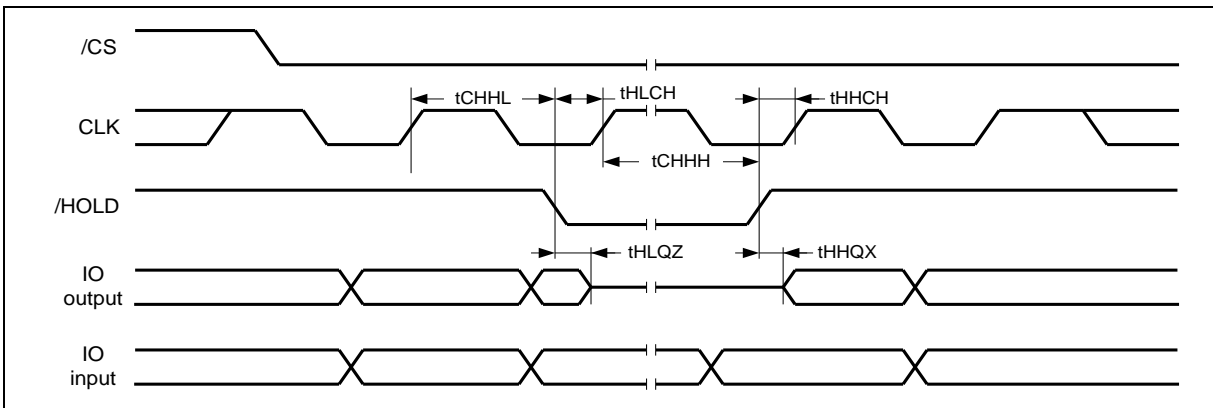 /CS
tCHHL
tHLCH
tHHCH
CLK
tCHHH
/HOLD
tHLQZ
tHHQX
IO
output
IO
input